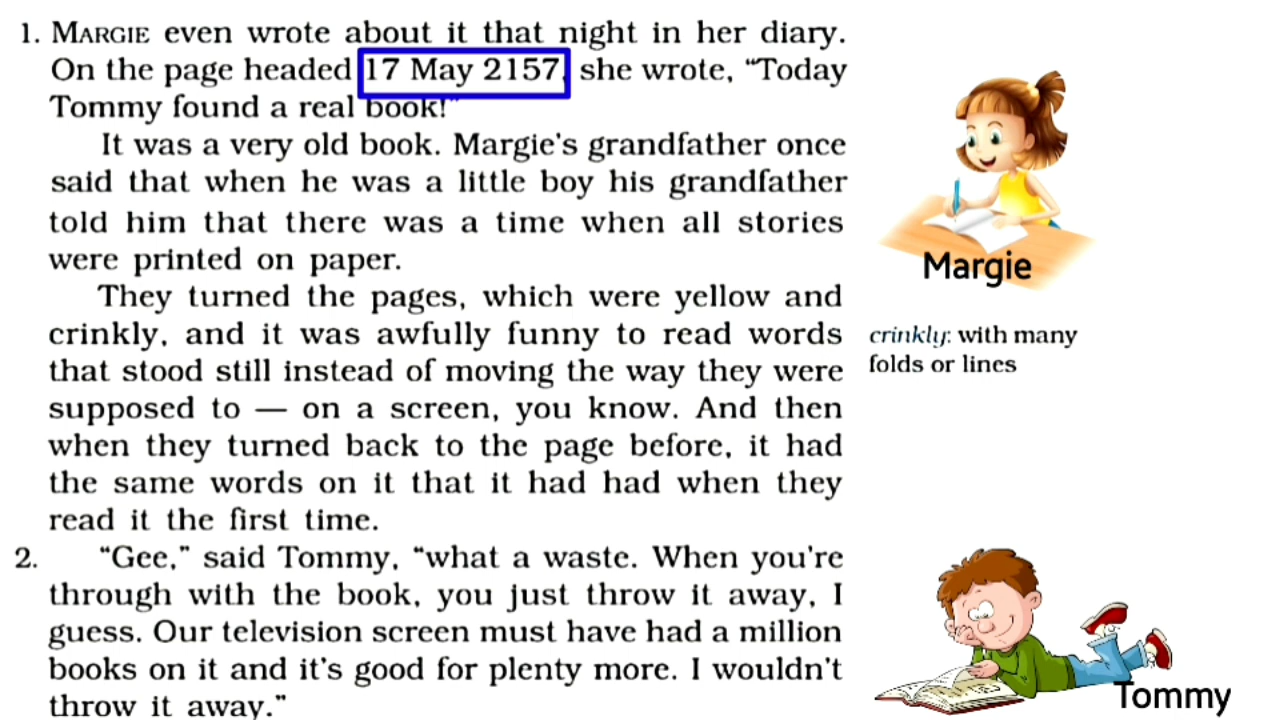 1. MARGIE even wrote about it that night in her diary.
On the page headed 17 May 2157, she wrote, “Today
Tommy found a real book!”
It was a very old book. Margie's grandfather once
said that when he was a little boy his grandfather
told him that there was a time when all stories
were printed on paper.
They turned the pages, which were yellow and
crinkly, and it was awfully funny to read words
that stood still instead of moving the way they were
supposed to — on a screen, you know. And then
when they turned back to the page before, it had
the same words on it that it had had when they
read it the first time.
2. “Gee,” said Tommy, “what a waste. When you're
through with the book, you just throw it away, I
guess. Our television screen must have had a million
books on it and it's good for plenty more. I wouldn't
throw it away.”
Margie
crinkly: with many
folds or lines
Tommy